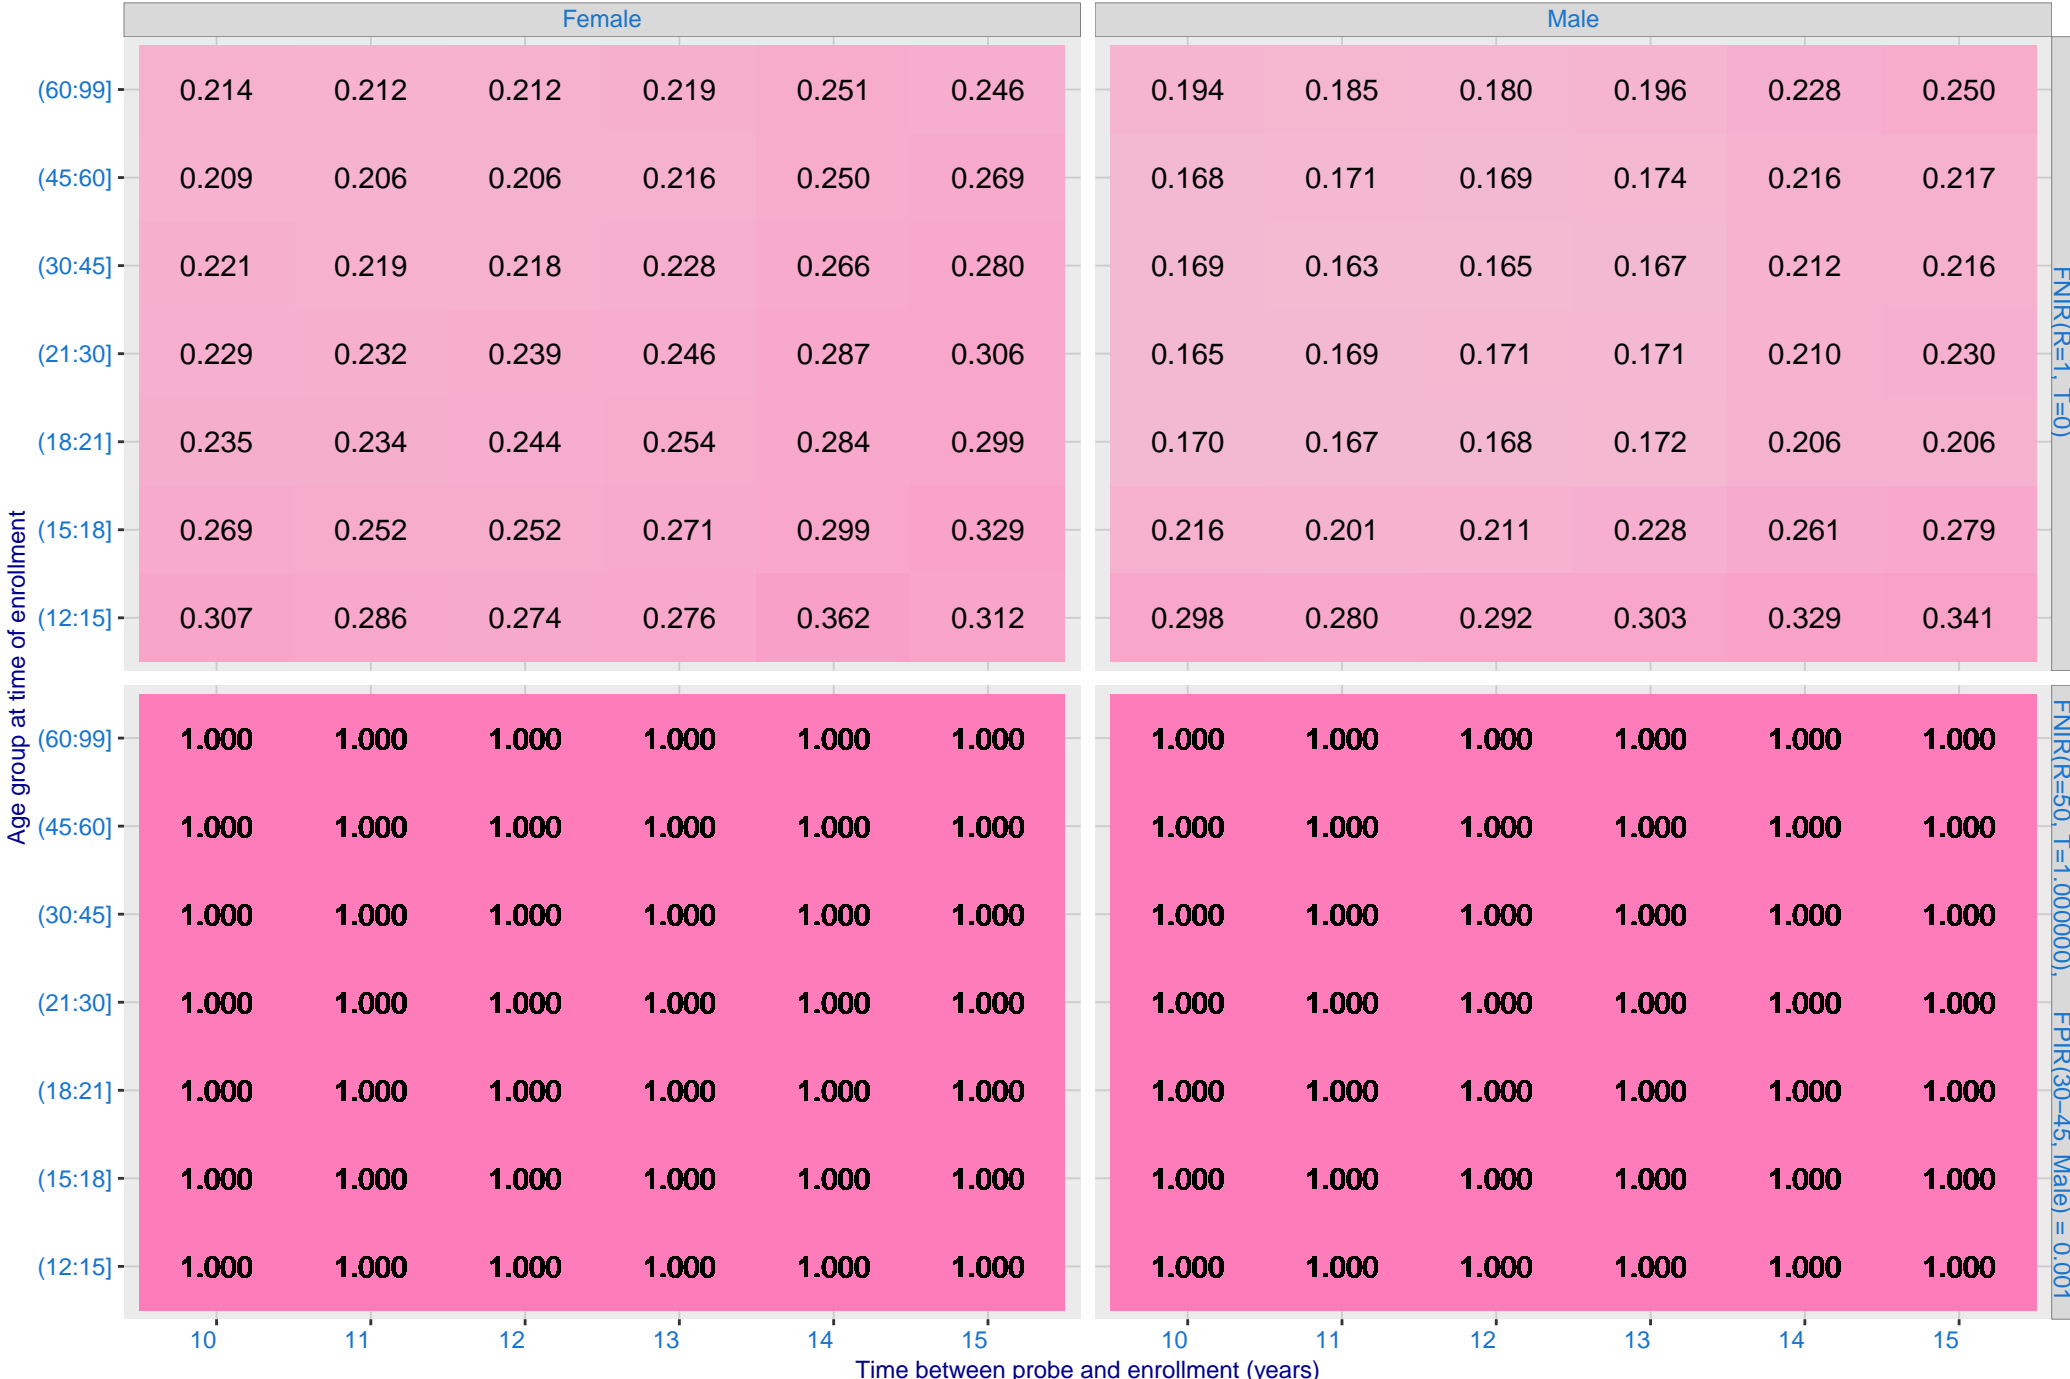 Female Male
(60:99] 0.214 0.212 0.212 0.219 0.251 0.246 0.194 0.185 0.180 0.196 0.228 0.250
(45:60] 0.209 0.206 0.206 0.216 0.250 0.269 0.168 0.171 0.169 0.174 0.216 0.217
(30:45] 0.221 0.219 0.218 0.228 0.266 0.280 0.169 0.163 0.165 0.167 0.212 0.216
(21:30] 0.229 0.232 0.239 0.246 0.287 0.306 0.165 0.169 0.171 0.171 0.210 0.230
(18:21] 0.235 0.234 0.244 0.254 0.284 0.299 0.170 0.167 0.168 0.172 0.206 0.206
(15:18] 0.269 0.252 0.252 0.271 0.299 0.329 0.216 0.201 0.211 0.228 0.261 0.279
(12:15] 0.307 0.286 0.274 0.276 0.362 0.312 0.298 0.280 0.292 0.303 0.329 0.341
FNIR(R=1, T=0)
Age group at time of enrollment
(60:99] 1.000 1.000 1.000 1.000 1.000 1.000 1.000 1.000 1.000 1.000 1.000 1.000
(45:60] 1.000 1.000 1.000 1.000 1.000 1.000 1.000 1.000 1.000 1.000 1.000 1.000
(30:45] 1.000 1.000 1.000 1.000 1.000 1.000 1.000 1.000 1.000 1.000 1.000 1.000
(21:30] 1.000 1.000 1.000 1.000 1.000 1.000 1.000 1.000 1.000 1.000 1.000 1.000
(18:21] 1.000 1.000 1.000 1.000 1.000 1.000 1.000 1.000 1.000 1.000 1.000 1.000
(15:18] 1.000 1.000 1.000 1.000 1.000 1.000 1.000 1.000 1.000 1.000 1.000 1.000
(12:15] 1.000 1.000 1.000 1.000 1.000 1.000 1.000 1.000 1.000 1.000 1.000 1.000
FNIR(R=50, T=1.000000), FPIR(30−45, Male) = 0.001
10 11 12 13 14 15 10 11 12 13 14 15
Time between probe and enrollment (years)